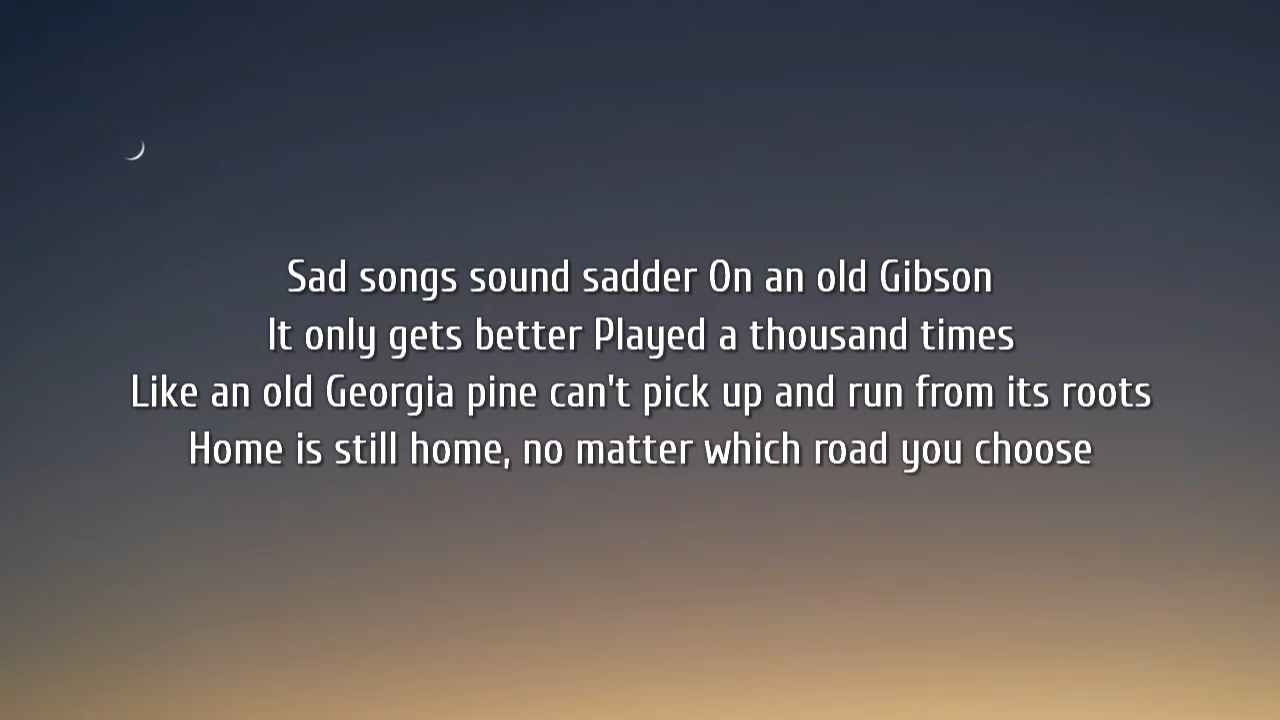 Sad songs sound sadder On an old Gibson
It only gets better Played a thousand times
Like an old Georgia pine can't pick up and run from its roots
Home is still home, no matter which road you choose